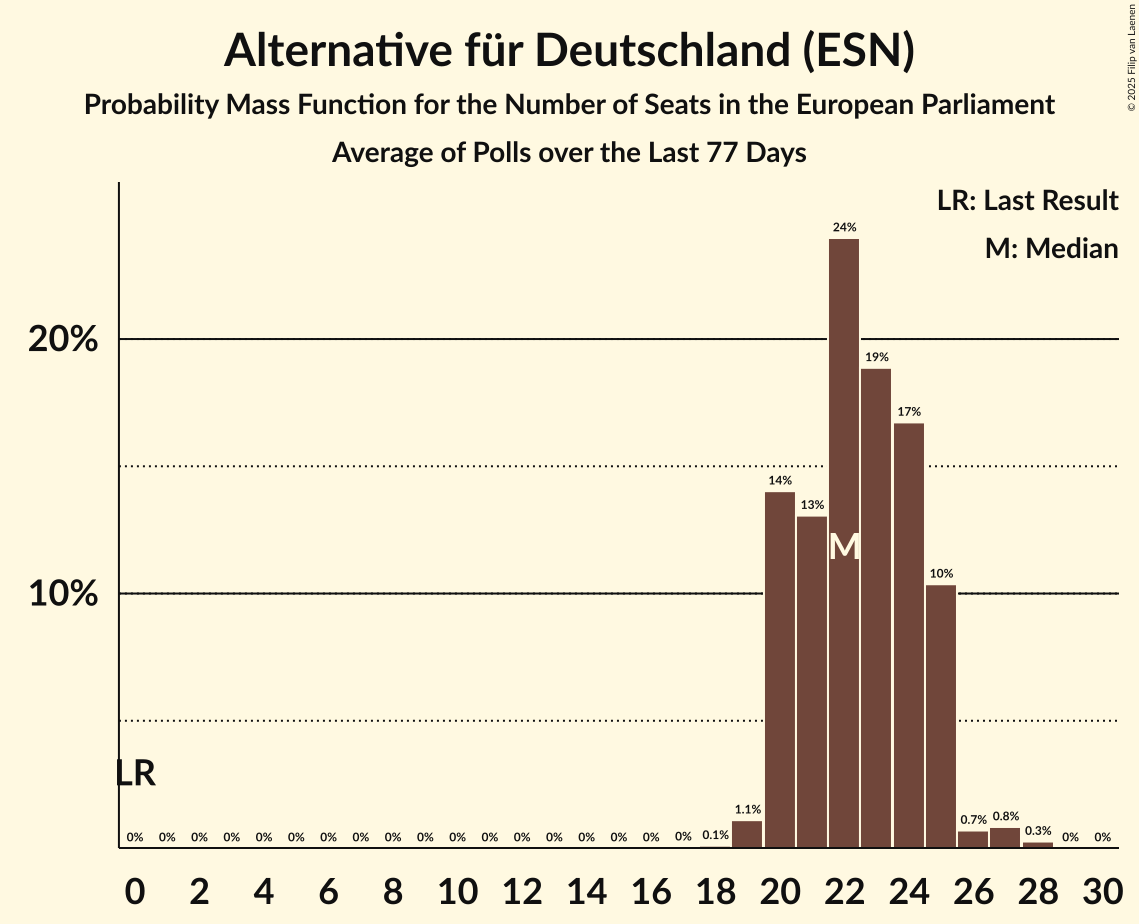 Alternative für Deutschland (ESN)
Probability Mass Function for the Number of Seats in the European Parliament
Average of Polls over the Last 77 Days
© 2025 Filip van Laenen
LR: Last Result
M: Median
24%
20%
19%
17%
14%
13%
M
10%
10%
LR
0% 0% 0% 0% 0% 0% 0% 0% 0% 0% 0% 0% 0% 0% 0% 0% 0% 0% 0.1% 1.1% 0.7% 0.8% 0.3% 0% 0%
0 2 4 6 8 10 12 14 16 18 20 22 24 26 28 30